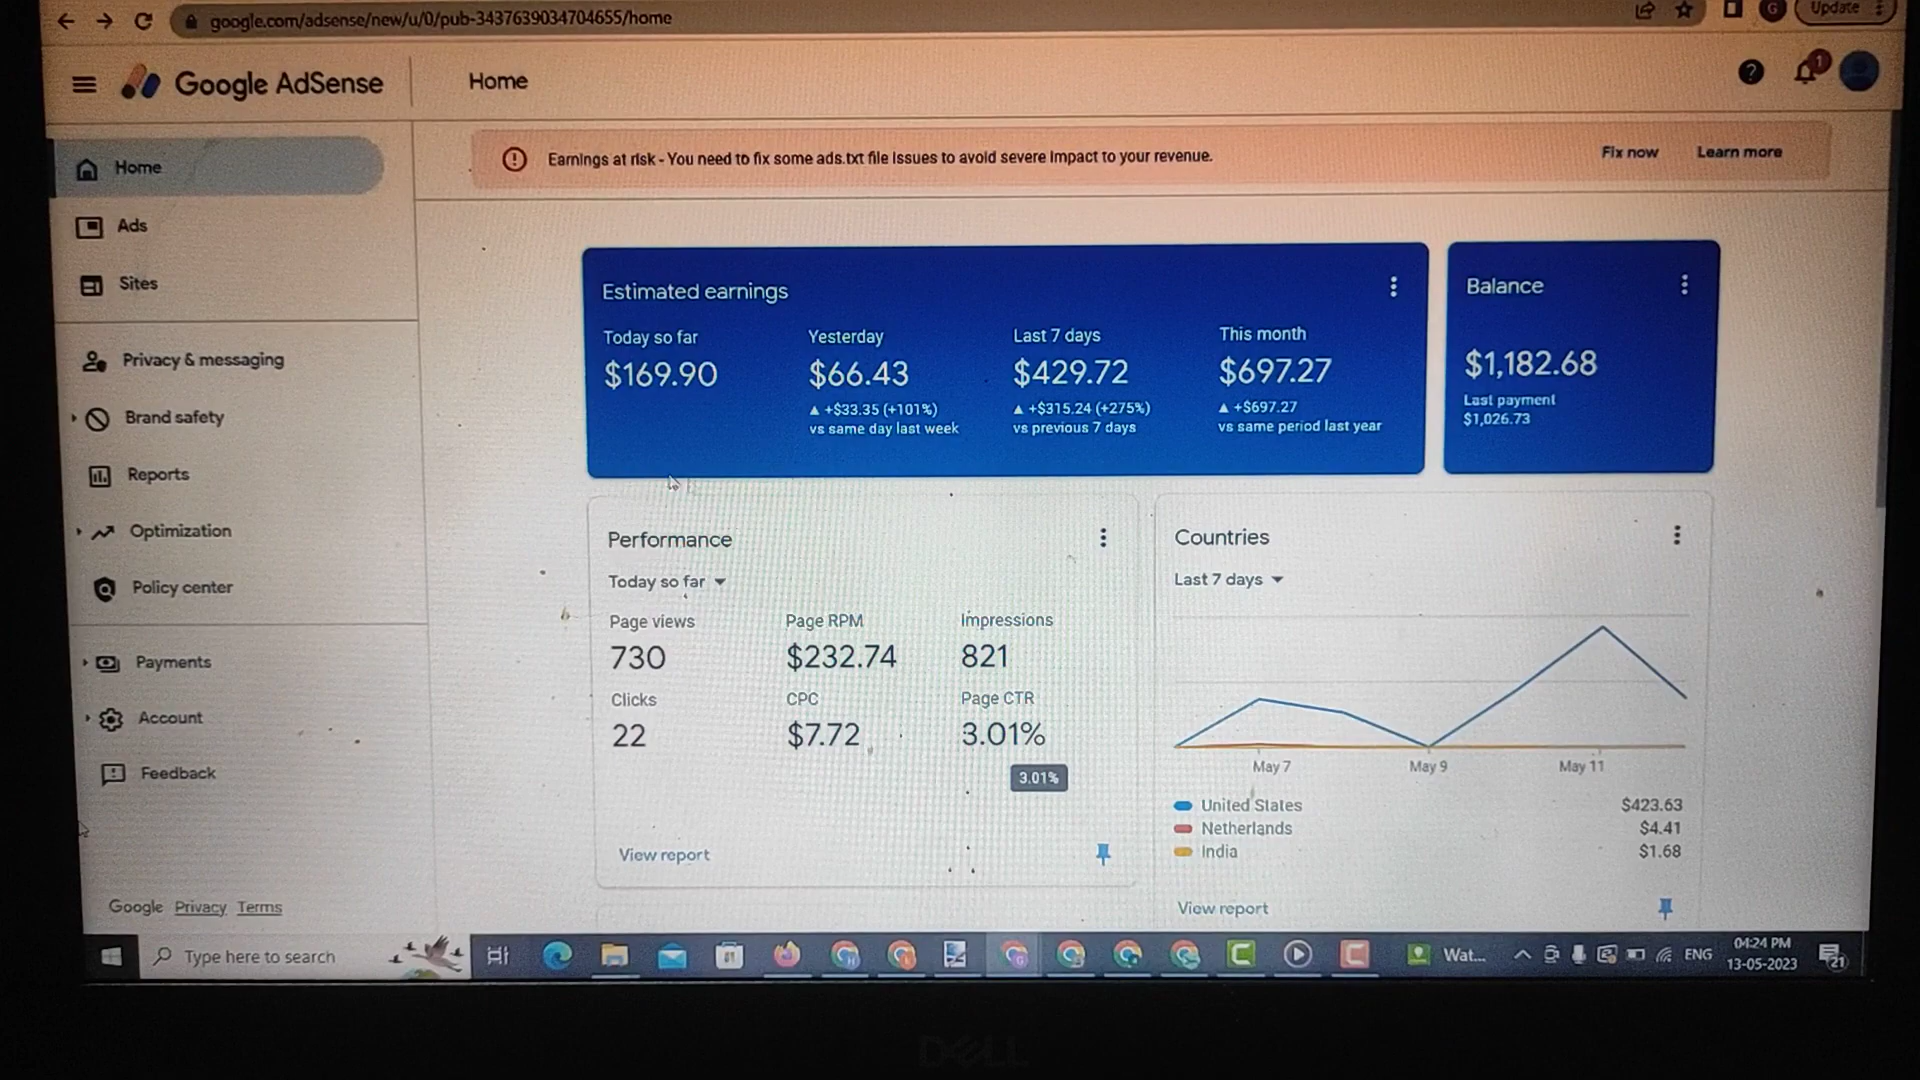 google.com/adsense/new/u/0/pub-3437639034704655/home
Update
Google AdSense
Home
1
Home
Ads
Sites
Privacy & messaging
Brand safety
Reports
Optimization
Policy center
Payments
Account
Feedback
Google Privacy Terms
Earnings at risk - You need to fix some ads.txt file issues to avoid severe impact to your revenue.
Fix now
Learn more
Estimated earnings
Today so far
$169.90
Yesterday
$66.43
+$33.35 (+101%)
vs same day last week
Last 7 days
$429.72
+$315.24 (+275%)
vs previous 7 days
This month
$697.27
+$697.27
vs same period last year
Balance
$1,182.68
Last payment
$1,026.73
Performance
Today so far
Page views
730
Page RPM
$232.74
Impressions
821
Clicks
22
CPC
$7.72
Page CTR
3.01%
3.01%
View report
Countries
Last 7 days
May 7
May 9
May 11
United States $423.63
Netherlands $4.41
India $1.68
View report
Type here to search
Wat...
ENG
04:24 PM
13-05-2023
21
DELL